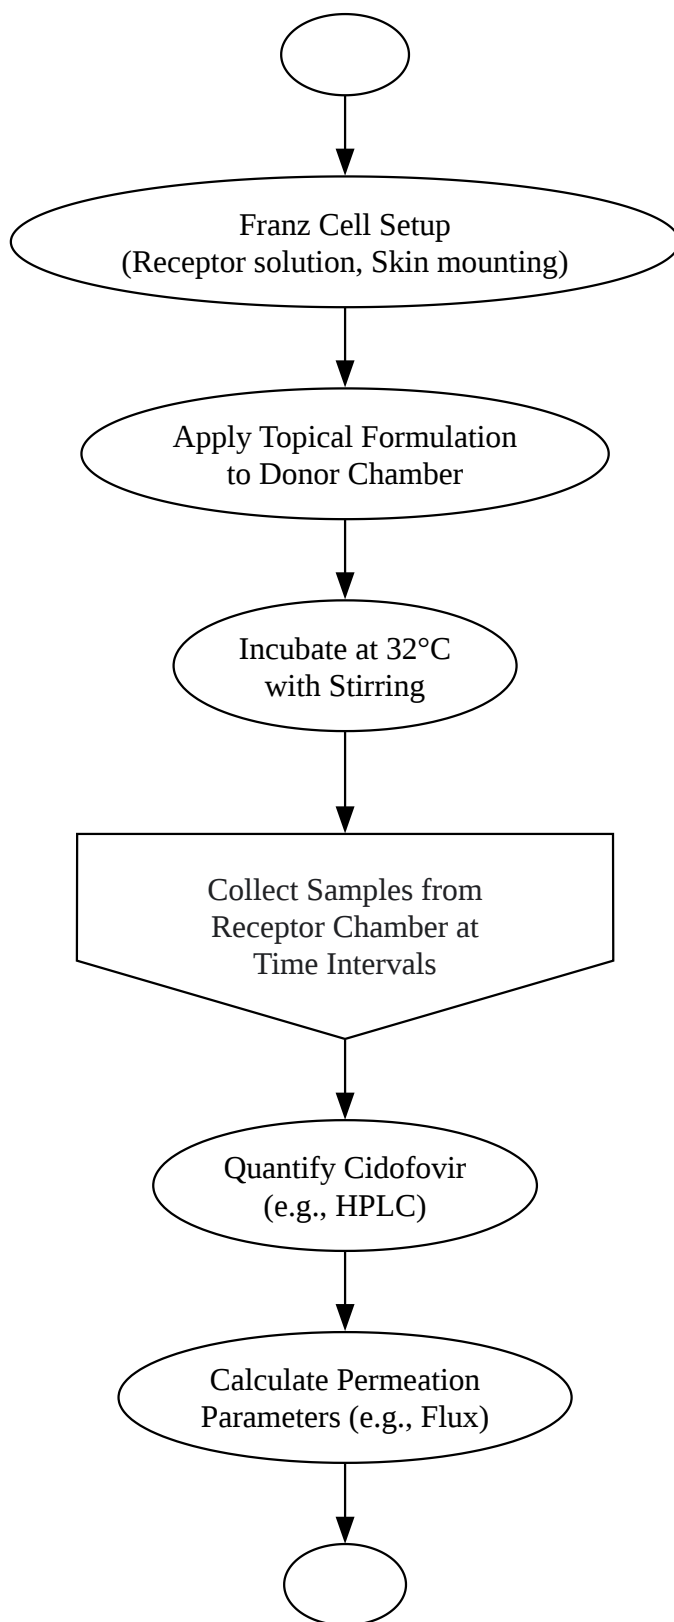 Franz Cell Setup
(Receptor solution, Skin mounting)
Apply Topical Formulation
to Donor Chamber
Incubate at 32°C
with Stirring
Collect Samples from
Receptor Chamber at
Time Intervals
Quantify Cidofovir
(e.g., HPLC)
Calculate Permeation
Parameters (e.g., Flux)